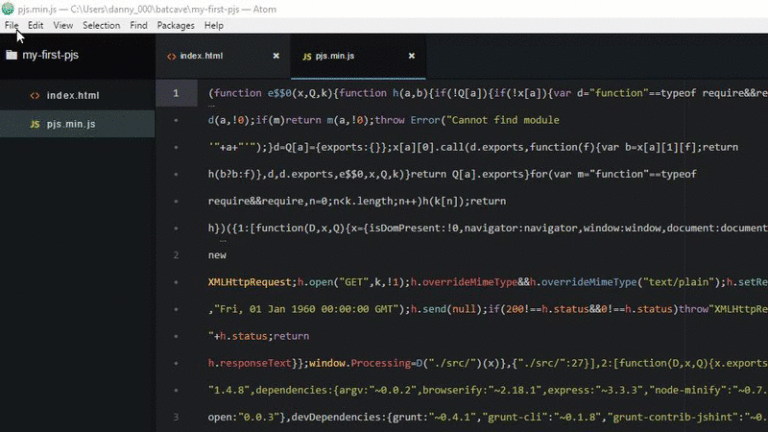 pjs.min.js — C:\Users\danny_000\batcave\my-first-pjs — Atom
File Edit View Selection Find Packages Help
my-first-pjs
<> index.html ×
JS pjs.min.js ×
<> index.html
JS pjs.min.js
1 (function e$$0(x,Q,k){function h(a,b){if(!Q[a]){if(!x[a]){var d="function"==typeof require&&re
• d(a,!0);if(m)return m(a,!0);throw Error("Cannot find module
• '"+a+"'");}d=Q[a]={exports:{}};x[a][0].call(d.exports,function(f){var b=x[a][1][f];return
• h(b?b:f)},d,d.exports,e$$0,x,Q,k)}return Q[a].exports}for(var m="function"==typeof
• require&&require,n=0;n<k.length;n++)h(k[n]);return
• h})({1:[function(D,x,Q){x={isDomPresent:!0,navigator:navigator,window:window,document:document
2 new
• XMLHttpRequest;h.open("GET",k,!1);h.overrideMimeType&&h.overrideMimeType("text/plain");h.setRe
• ,"Fri, 01 Jan 1960 00:00:00 GMT");h.send(null);if(200!==h.status&&0!==h.status)throw"XMLHttpRe
• "+h.status;return
• h.responseText}};window.Processing=D("./src/")(x)},{"./src/":27}],2:[function(D,x,Q){x.exports
• "1.4.8",dependencies:{argv:"~0.0.2",browserify:"~2.18.1",express:"~3.3.3","node-minify":"~0.7.
3 open:"0.0.3"},devDependencies:{grunt:"~0.4.1","grunt-cli":"~0.1.8","grunt-contrib-jshint":"~0.